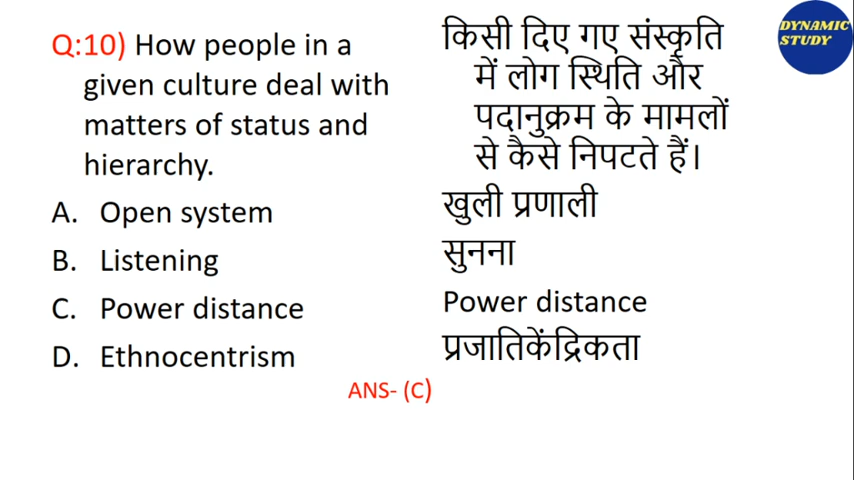 Q:10) How people in a
given culture deal with
matters of status and
hierarchy.
A. Open system
B. Listening
C. Power distance
D. Ethnocentrism
किसी दिए गए संस्कृति
में लोग स्थिति और
पदानुक्रम के मामलों
से कैसे निपटते हैं।
खुली प्रणाली
सुनना
Power distance
प्रजातिकेंद्रिकता
ANS- (C)
DYNAMIC
STUDY